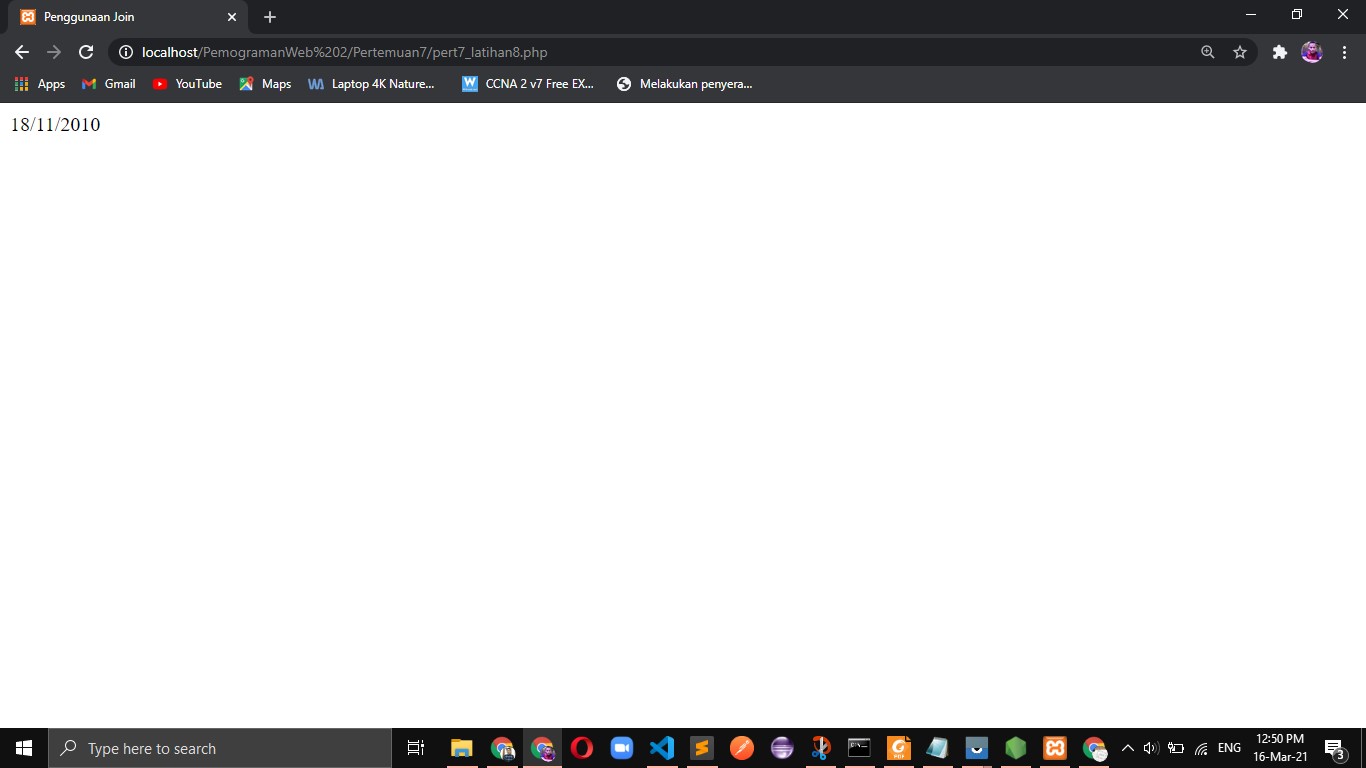 Penggunaan Join
localhost/PemogramanWeb%202/Pertemuan7/pert7_latihan8.php
Apps Gmail YouTube Maps Laptop 4K Nature... CCNA 2 v7 Free EX... Melakukan penyera...
18/11/2010
Type here to search
ENG
12:50 PM
16-Mar-21
3